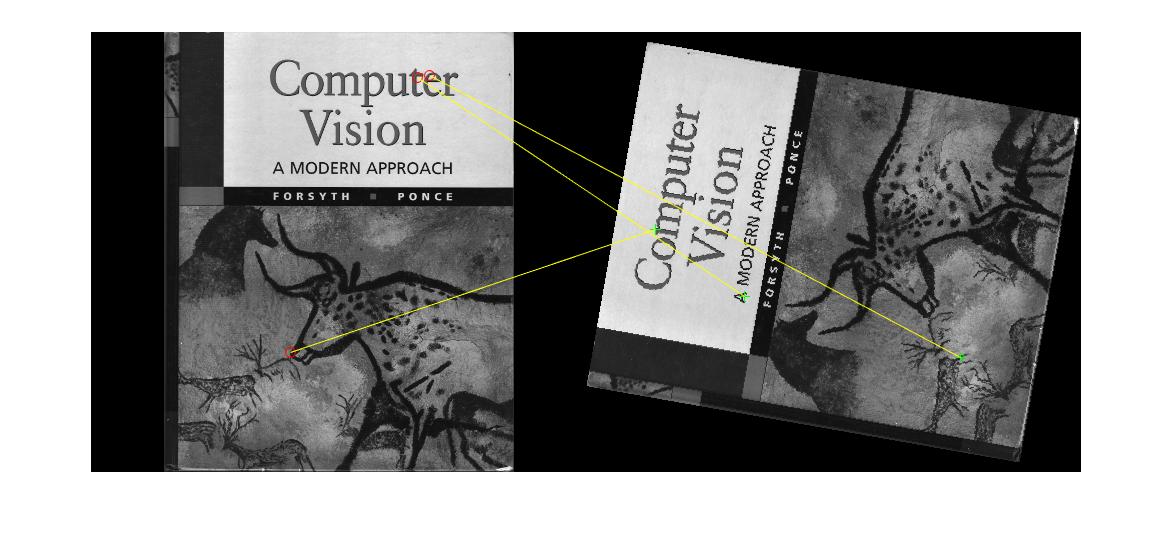 Computer
Vision
A MODERN APPROACH
FORSYTH PONCE
Computer
Vision
A MODERN APPROACH
FORSYTH PONCE